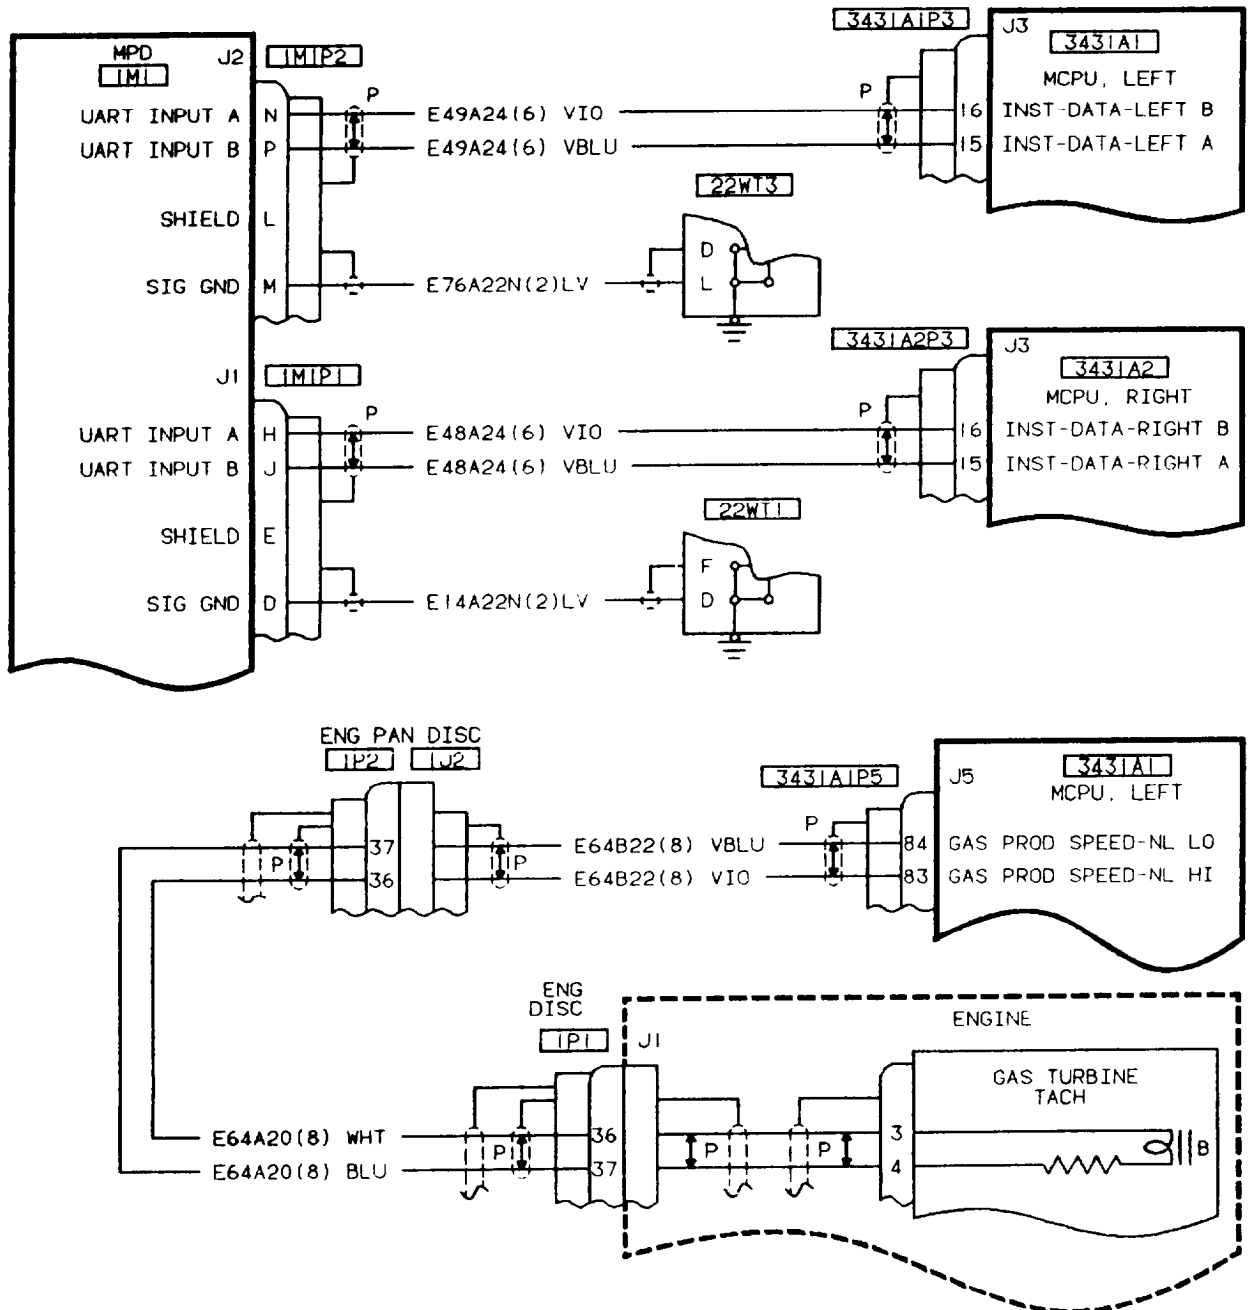 3431A1P3
J3
MPD
1M1
J2
1M1P2
3431A1
MCPU, LEFT
P
P
UART INPUT A
N
E49A24(6) VIO
16
INST-DATA-LEFT B
UART INPUT B
P
E49A24(6) VBLU
15
INST-DATA-LEFT A
22WT3
SHIELD
L
D
SIG GND
M
E76A22N(2)LV
L
3431A2P3
J3
J1
1M1P1
3431A2
MCPU, RIGHT
P
P
UART INPUT A
H
E48A24(6) VIO
16
INST-DATA-RIGHT B
UART INPUT B
J
E48A24(6) VBLU
15
INST-DATA-RIGHT A
22WT1
SHIELD
E
F
SIG GND
D
E14A22N(2)LV
D
ENG PAN DISC
1P2
1J2
3431A1P5
J5
3431A1
MCPU, LEFT
P
37
E64B22(8) VBLU
84
GAS PROD SPEED-NL LO
P
P
36
E64B22(8) VIO
83
GAS PROD SPEED-NL HI
ENG
DISC
1P1
J1
ENGINE
GAS TURBINE
TACH
E64A20(8) WHT
36
3
P
P
P
B
E64A20(8) BLU
37
4